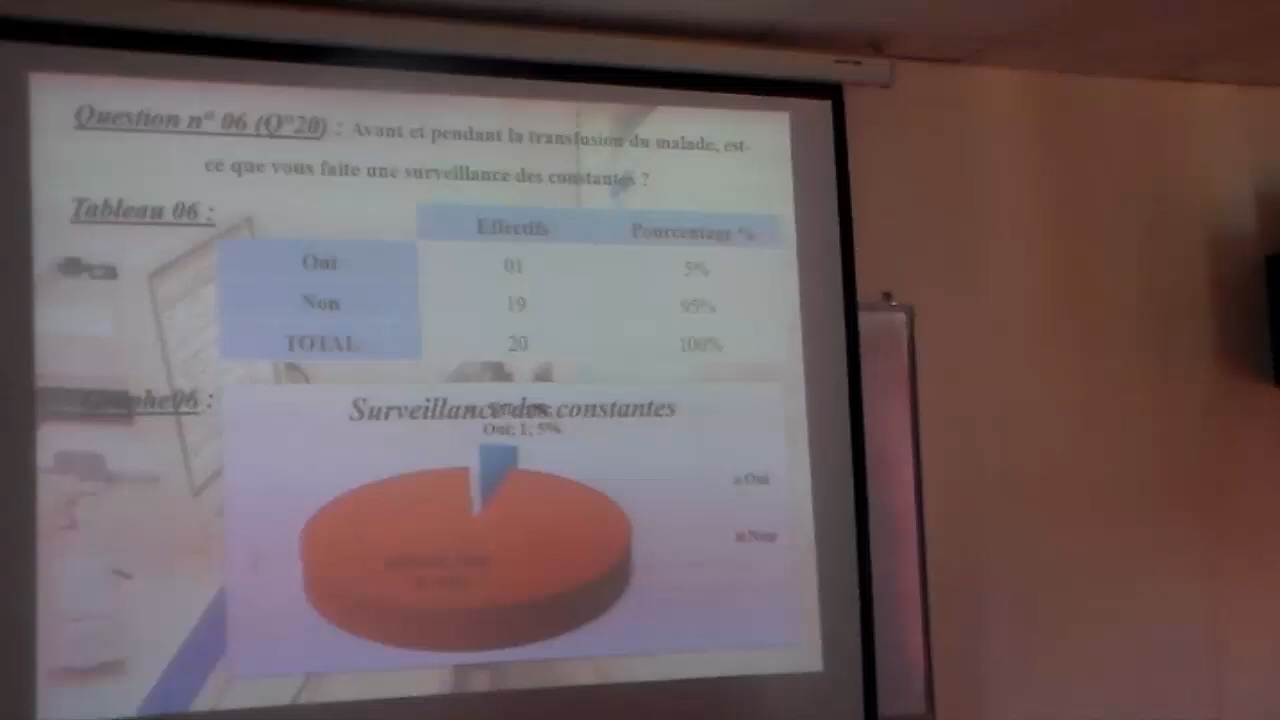 Question n° 06 (Q°20) : Avant et pendant la transfusion du malade, est-
ce que vous faite une surveillance des constantes ?
Tableau 06 :
Effectifs Pourcentage %
Oui 01 5%
Non 19 95%
TOTAL 20 100%
Graphe06 :
Surveillance des constantes
Oui; 1; 5%
Oui
Non